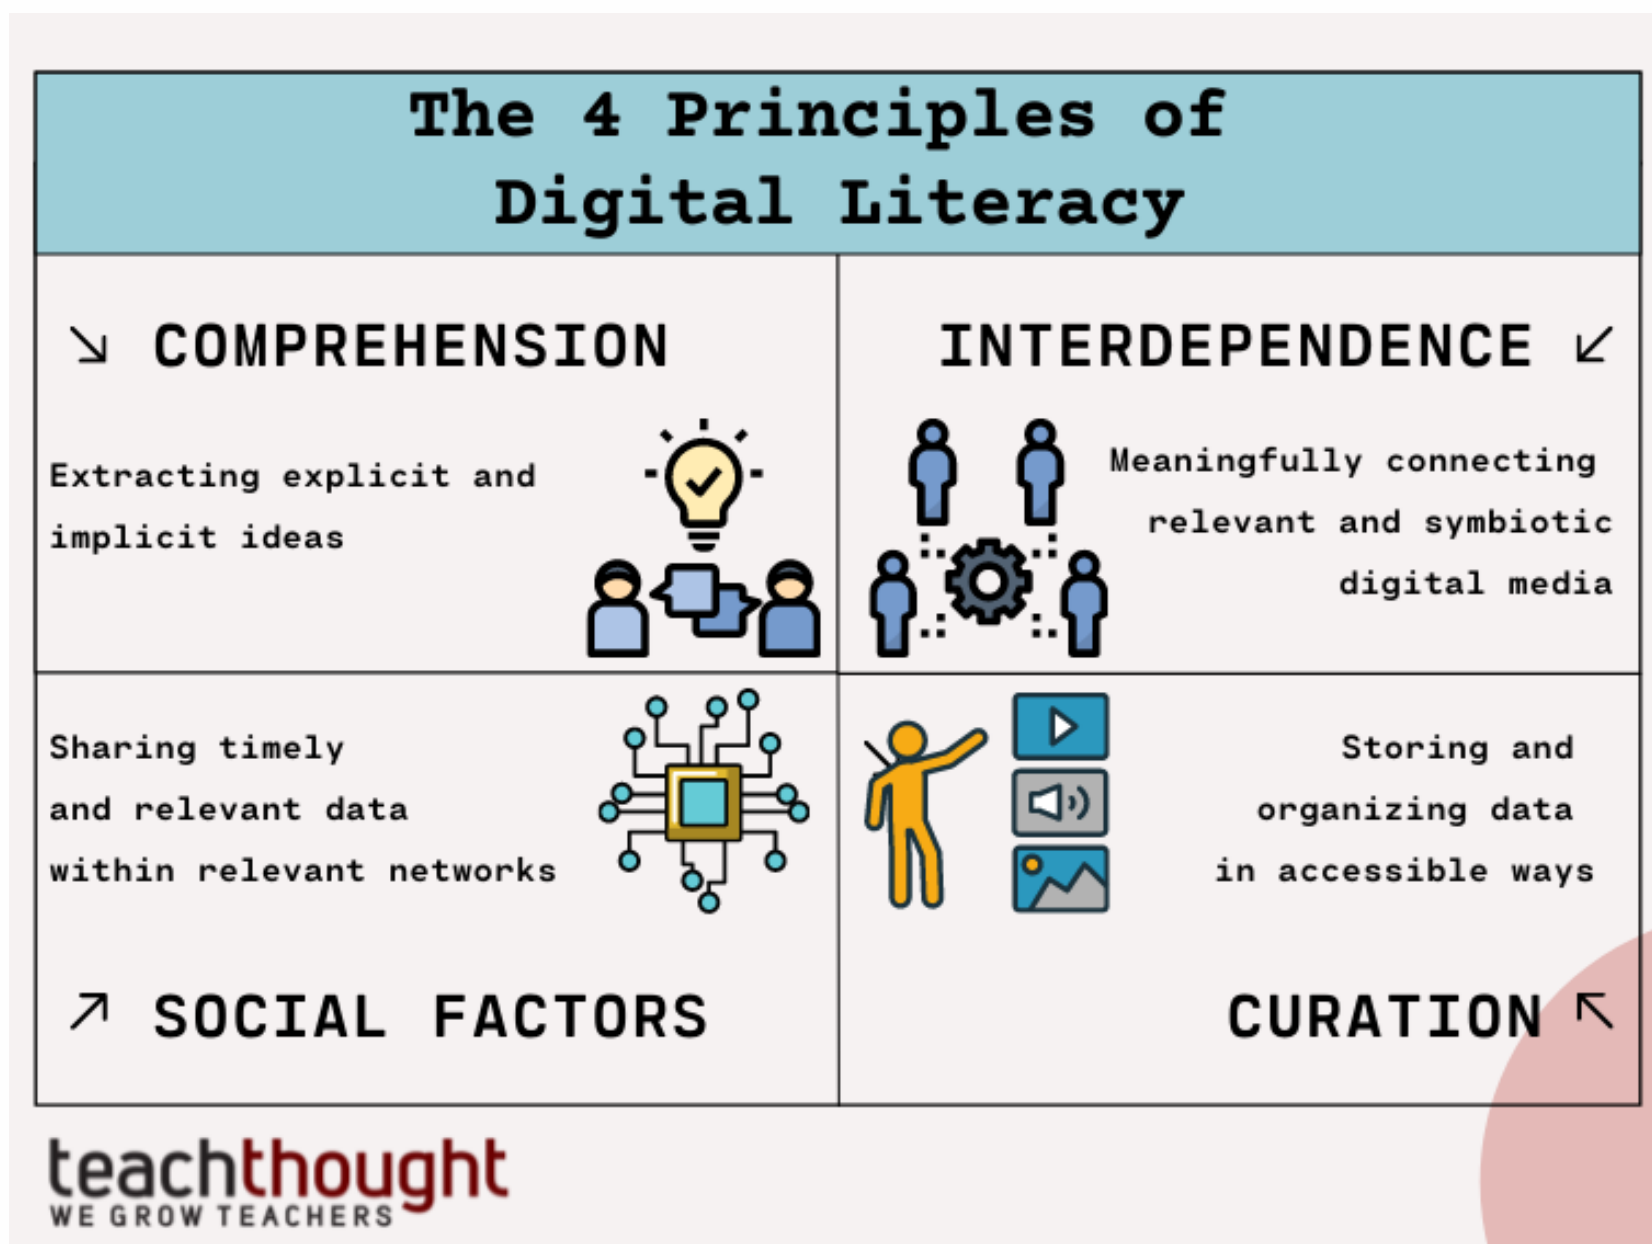 The 4 Principles of
Digital Literacy
COMPREHENSION
Extracting explicit and
implicit ideas
INTERDEPENDENCE
Meaningfully connecting
relevant and symbiotic
digital media
Sharing timely
and relevant data
within relevant networks
SOCIAL FACTORS
Storing and
organizing data
in accessible ways
CURATION
teachthought
WE GROW TEACHERS